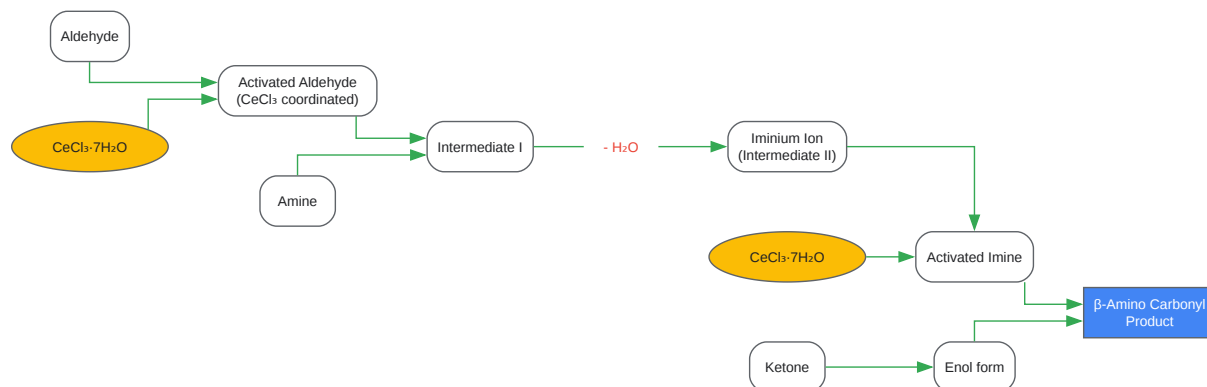 Aldehyde
Activated Aldehyde
(CeCl₃ coordinated)
CeCl₃·7H₂O
Intermediate I
- H₂O
Iminium Ion
(Intermediate II)
Amine
CeCl₃·7H₂O
Activated Imine
β-Amino Carbonyl
Product
Ketone
Enol form